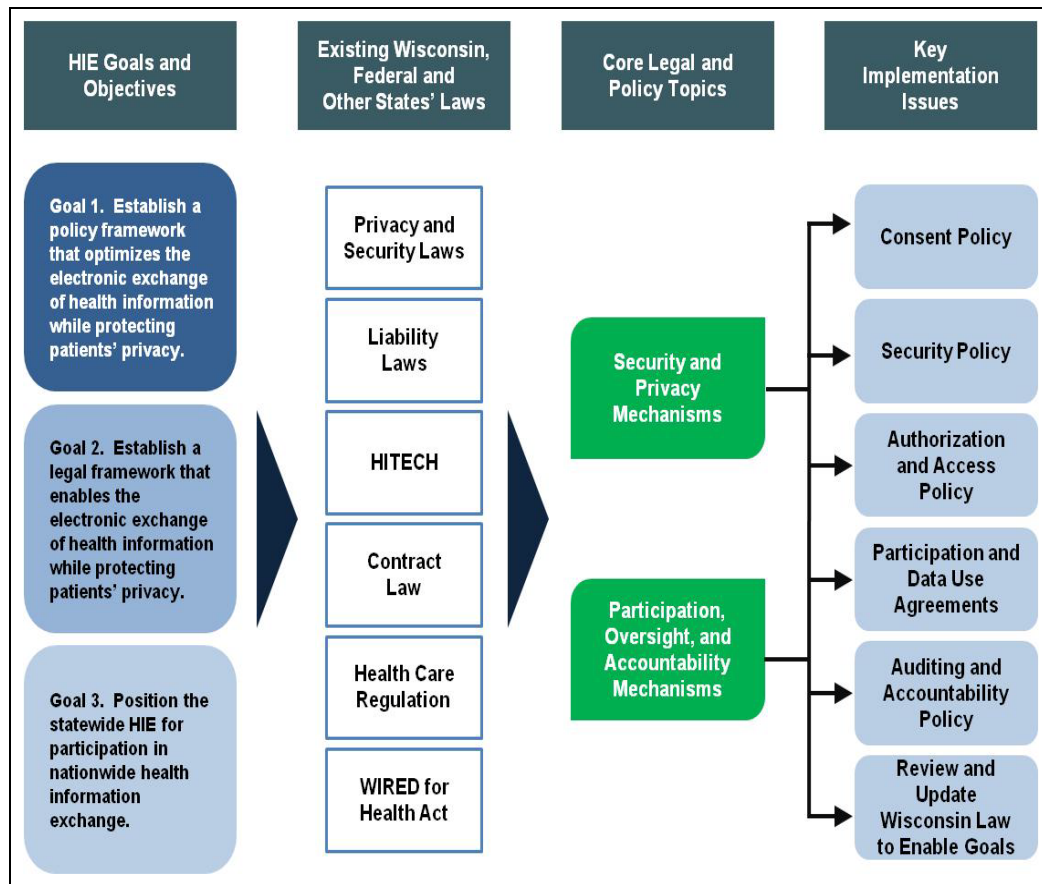 HIE Goals and
Objectives
Existing Wisconsin,
Federal and
Other States' Laws
Core Legal and
Policy Topics
Key
Implementation
Issues
Goal 1. Establish a
policy framework
that optimizes the
electronic exchange
of health information
while protecting
patients' privacy.
Goal 2. Establish a
legal framework that
enables the
electronic exchange
of health information
while protecting
patients' privacy.
Goal 3. Position the
statewide HIE for
participation in
nationwide health
information
exchange.
Privacy and
Security Laws
Liability
Laws
HITECH
Contract
Law
Health Care
Regulation
WIRED for
Health Act
Security and
Privacy
Mechanisms
Participation,
Oversight, and
Accountability
Mechanisms
Consent Policy
Security Policy
Authorization
and Access
Policy
Participation and
Data Use
Agreements
Auditing and
Accountability
Policy
Review and
Update
Wisconsin Law
to Enable Goals